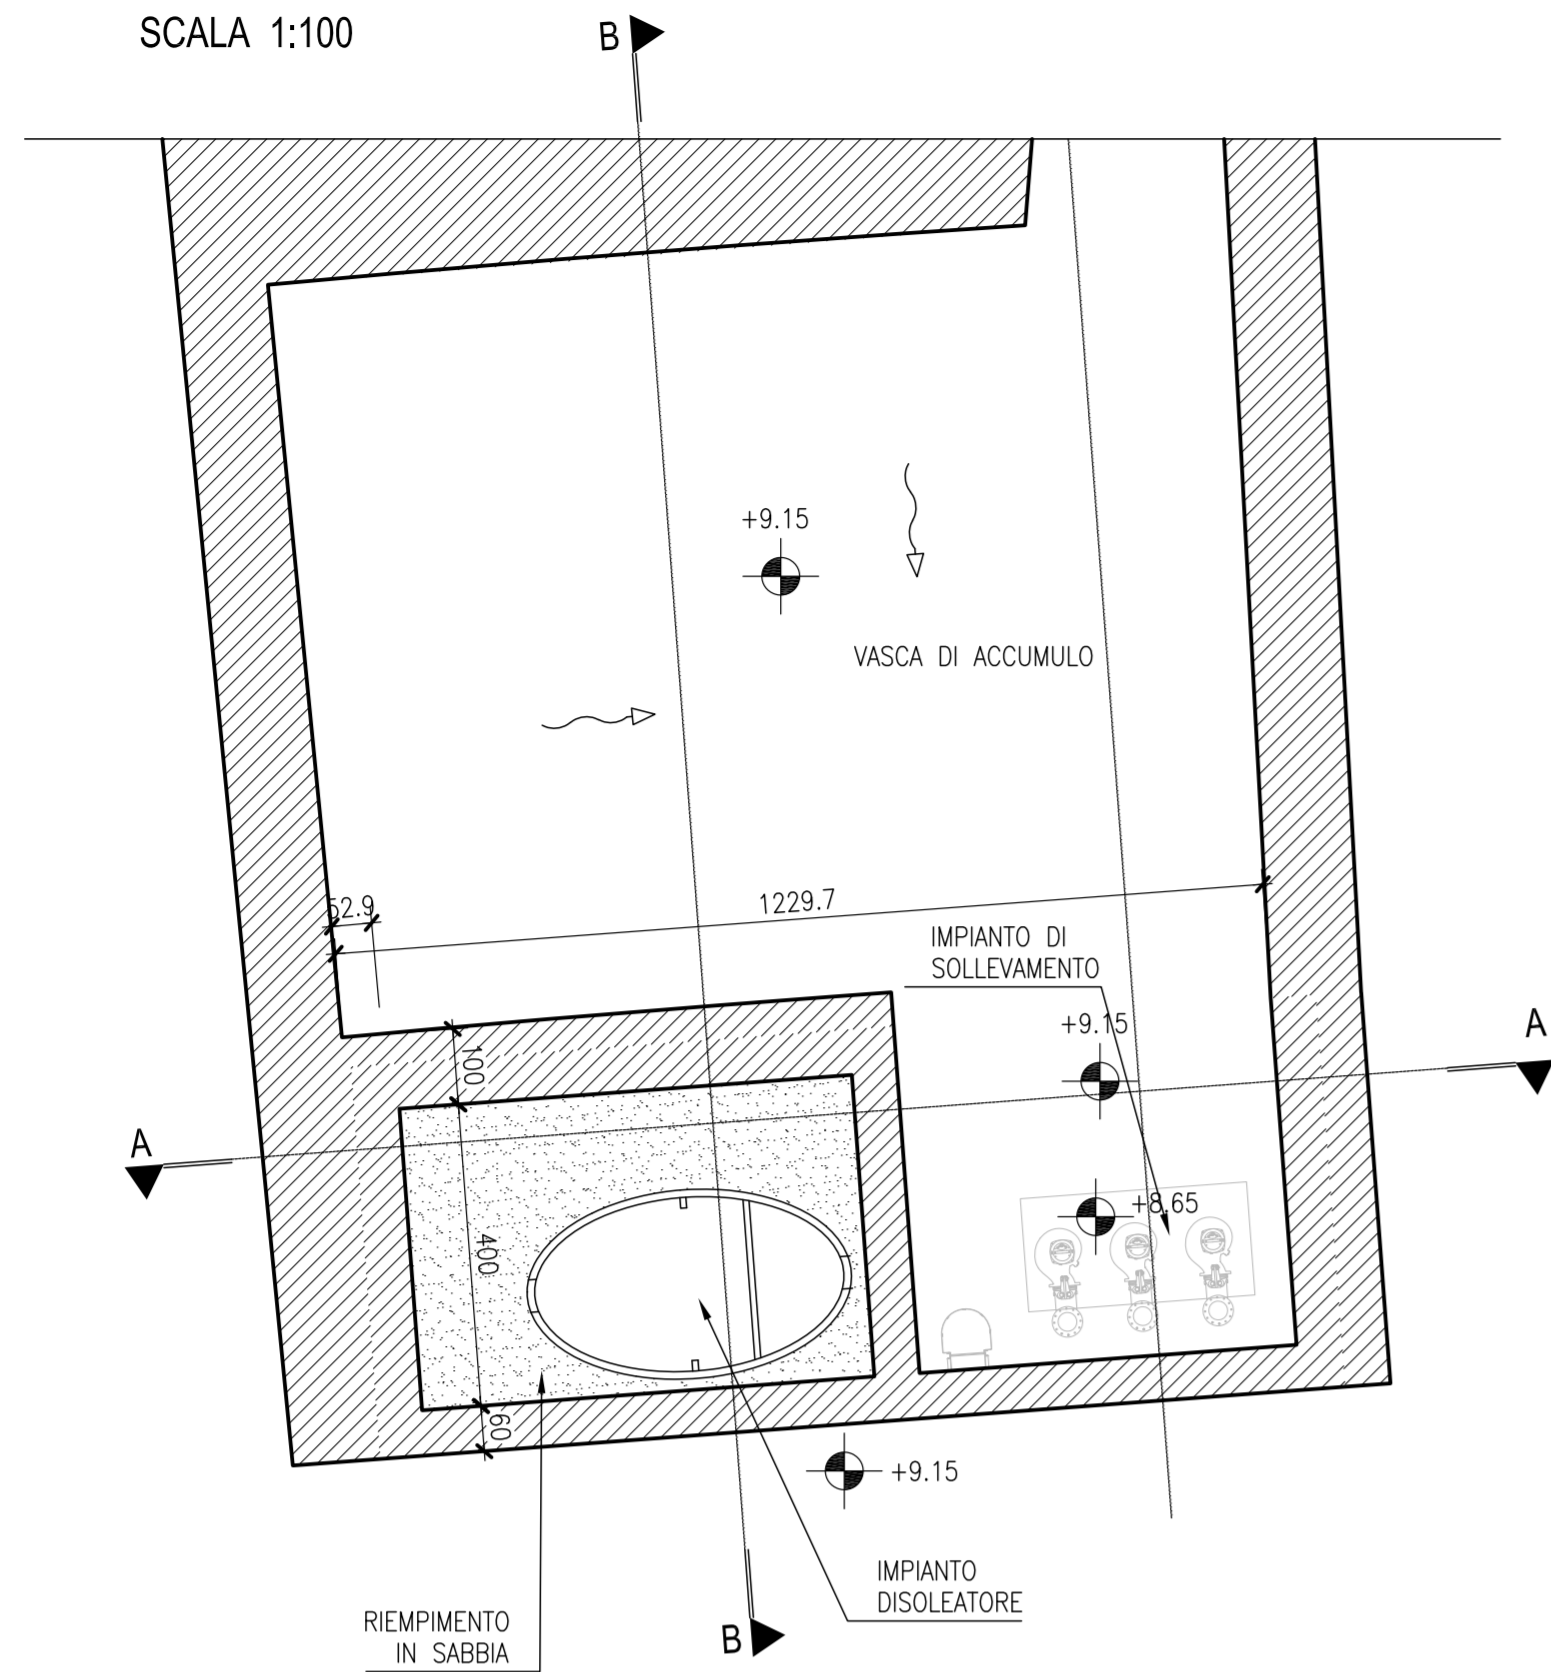 SCALA 1:100
B
+9.15
VASCA DI ACCUMULO
52.9
1229.7
IMPIANTO DI
SOLLEVAMENTO
+9.15
A
100
A
+8.65
400
60
+9.15
IMPIANTO
DISOLEATORE
RIEMPIMENTO
IN SABBIA
B